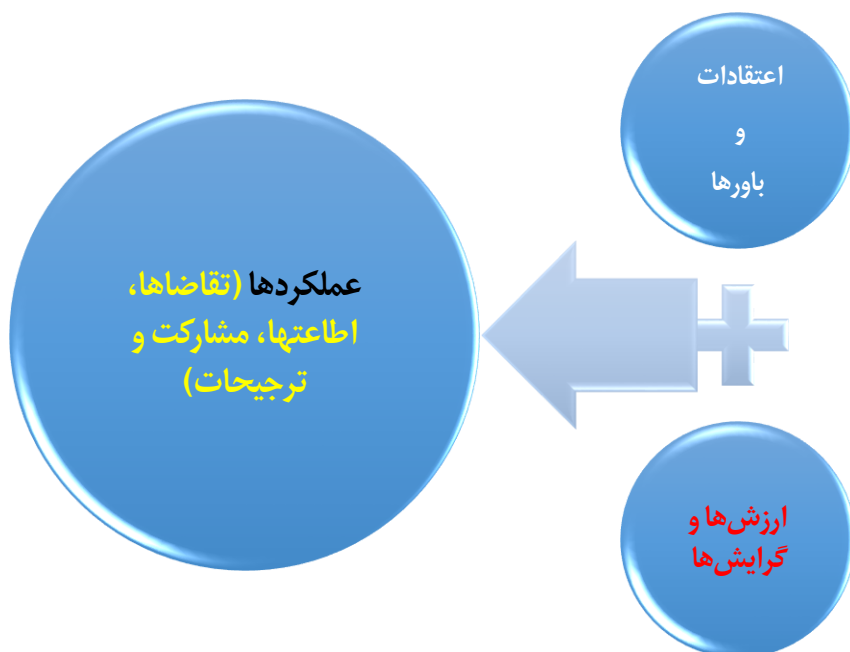 اعتقادات
و
باورها
ارزش‌ها و
گرایش‌ها
عملکردها (تقاضاها،
اطاعتها، مشارکت و
ترجیحات)